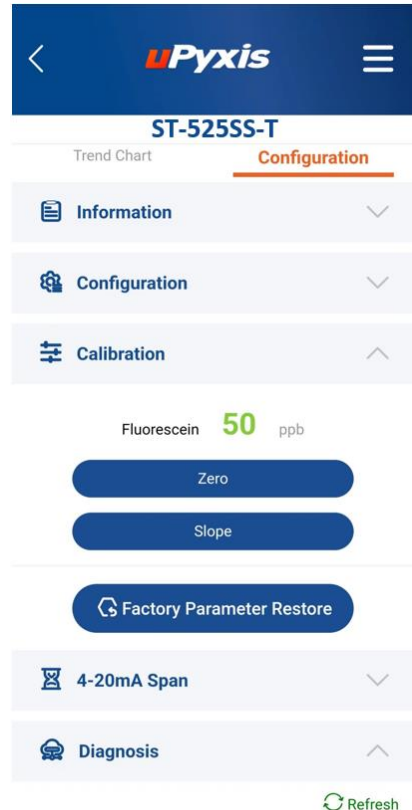 uPyxis
ST-525SS-T
Trend Chart Configuration
Information
Configuration
Calibration
Fluorescein 50 ppb
Zero
Slope
Factory Parameter Restore
4-20mA Span
Diagnosis
Refresh